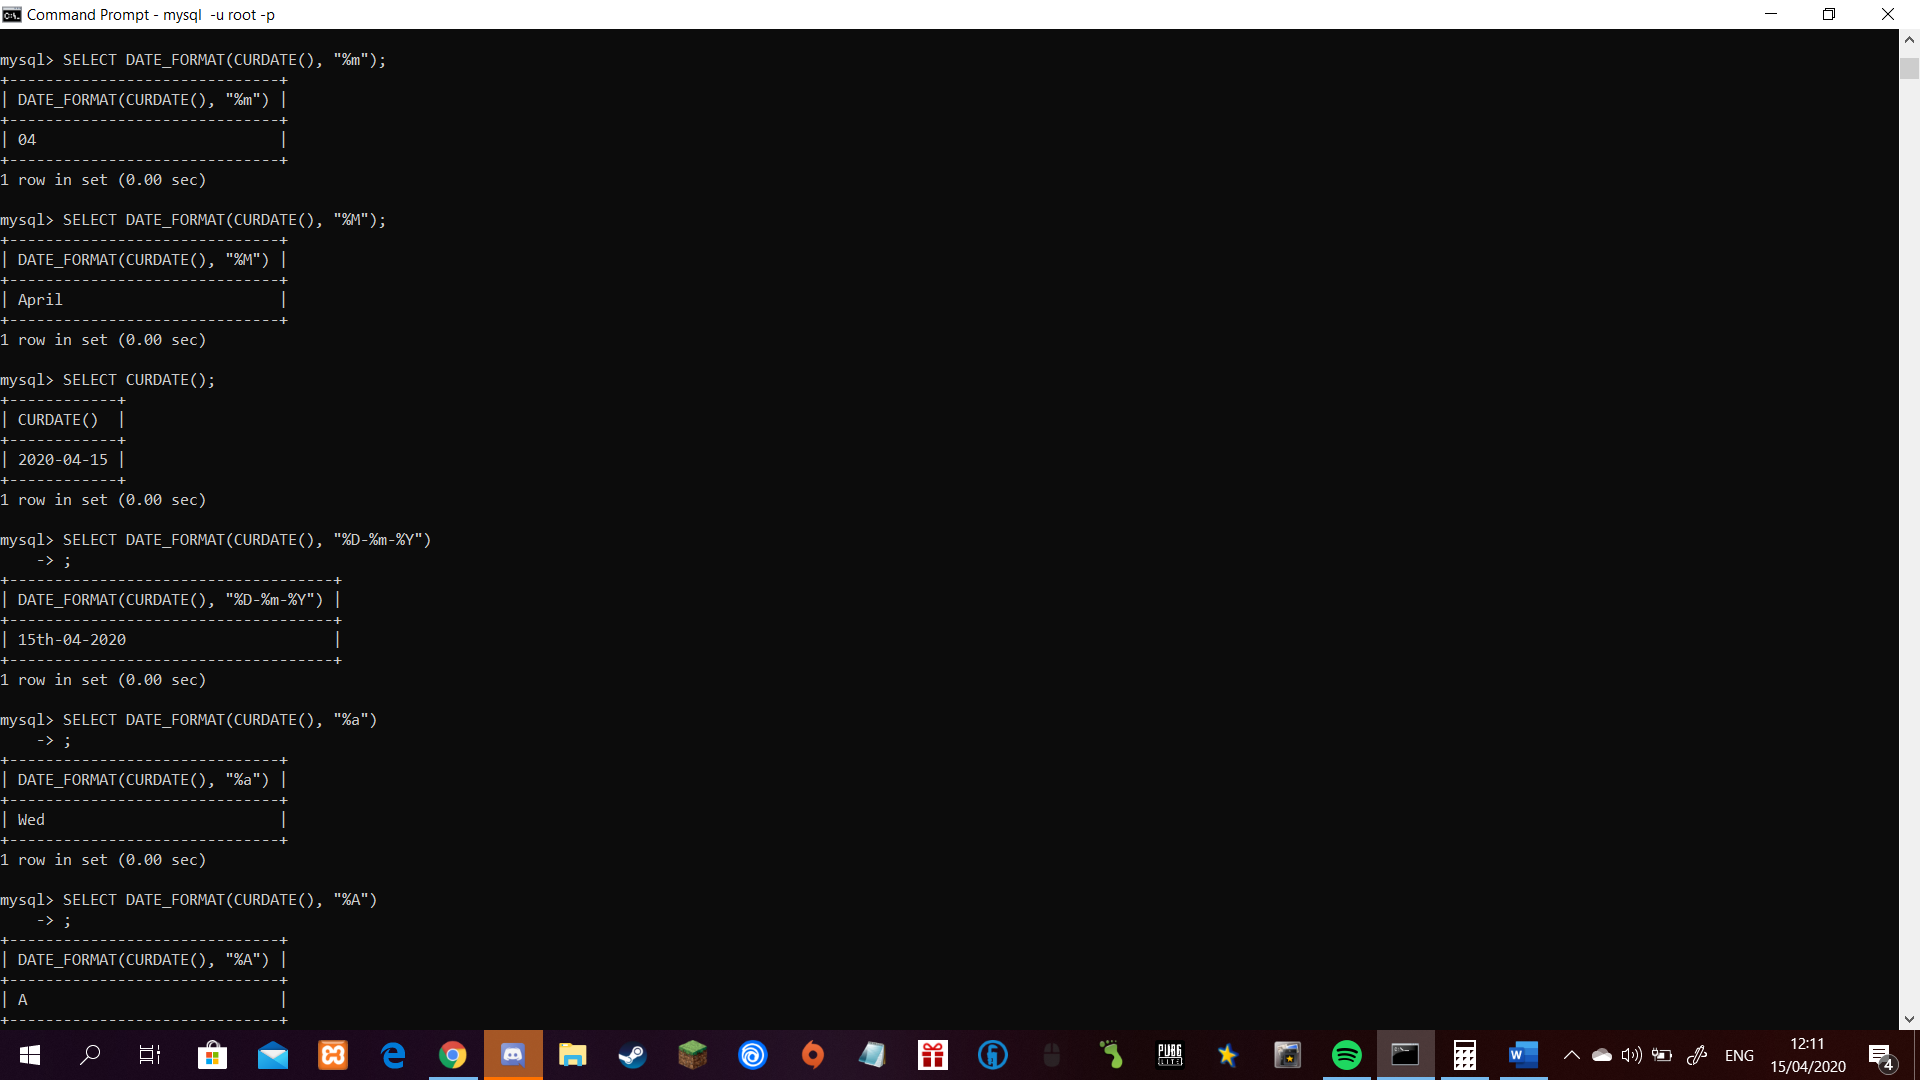 Command Prompt - mysql  -u root -p
mysql> SELECT DATE_FORMAT(CURDATE(), "%m");
+------------------------------+
| DATE_FORMAT(CURDATE(), "%m") |
+------------------------------+
| 04                           |
+------------------------------+
1 row in set (0.00 sec)
mysql> SELECT DATE_FORMAT(CURDATE(), "%M");
+------------------------------+
| DATE_FORMAT(CURDATE(), "%M") |
+------------------------------+
| April                        |
+------------------------------+
1 row in set (0.00 sec)
mysql> SELECT CURDATE();
+------------+
| CURDATE()  |
+------------+
| 2020-04-15 |
+------------+
1 row in set (0.00 sec)
mysql> SELECT DATE_FORMAT(CURDATE(), "%D-%m-%Y")
    -> ;
+------------------------------------+
| DATE_FORMAT(CURDATE(), "%D-%m-%Y") |
+------------------------------------+
| 15th-04-2020                       |
+------------------------------------+
1 row in set (0.00 sec)
mysql> SELECT DATE_FORMAT(CURDATE(), "%a")
    -> ;
+------------------------------+
| DATE_FORMAT(CURDATE(), "%a") |
+------------------------------+
| Wed                          |
+------------------------------+
1 row in set (0.00 sec)
mysql> SELECT DATE_FORMAT(CURDATE(), "%A")
    -> ;
+------------------------------+
| DATE_FORMAT(CURDATE(), "%A") |
+------------------------------+
| A                            |
+------------------------------+
PUBG
LITE
ENG
12:11
15/04/2020
4